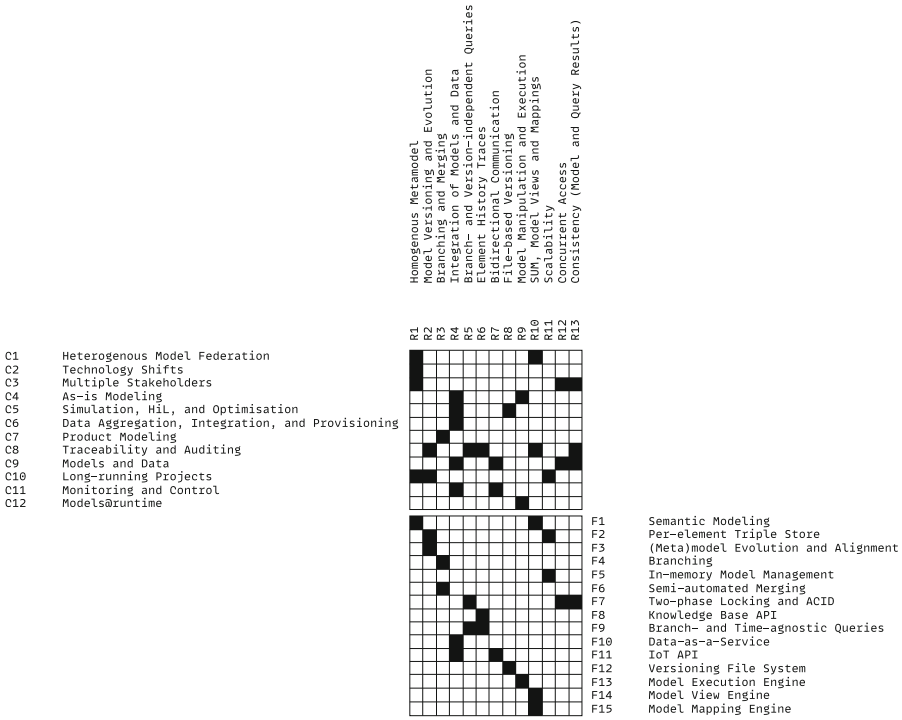 Homogenous Metamodel
Model Versioning and Evolution
Branching and Merging
Integration of Models and Data
Branch- and Version-independent Queries
Element History Traces
Bidirectional Communication
File-based Versioning
Model Manipulation and Execution
SUM, Model Views and Mappings
Scalability
Concurrent Access
Consistency (Model and Query Results)
R1
R2
R3
R4
R5
R6
R7
R8
R9
R10
R11
R12
R13
C1 Heterogenous Model Federation
C2 Technology Shifts
C3 Multiple Stakeholders
C4 As-is Modeling
C5 Simulation, HiL, and Optimisation
C6 Data Aggregation, Integration, and Provisioning
C7 Product Modeling
C8 Traceability and Auditing
C9 Models and Data
C10 Long-running Projects
C11 Monitoring and Control
C12 Models@runtime
F1 Semantic Modeling
F2 Per-element Triple Store
F3 (Meta)model Evolution and Alignment
F4 Branching
F5 In-memory Model Management
F6 Semi-automated Merging
F7 Two-phase Locking and ACID
F8 Knowledge Base API
F9 Branch- and Time-agnostic Queries
F10 Data-as-a-Service
F11 IoT API
F12 Versioning File System
F13 Model Execution Engine
F14 Model View Engine
F15 Model Mapping Engine